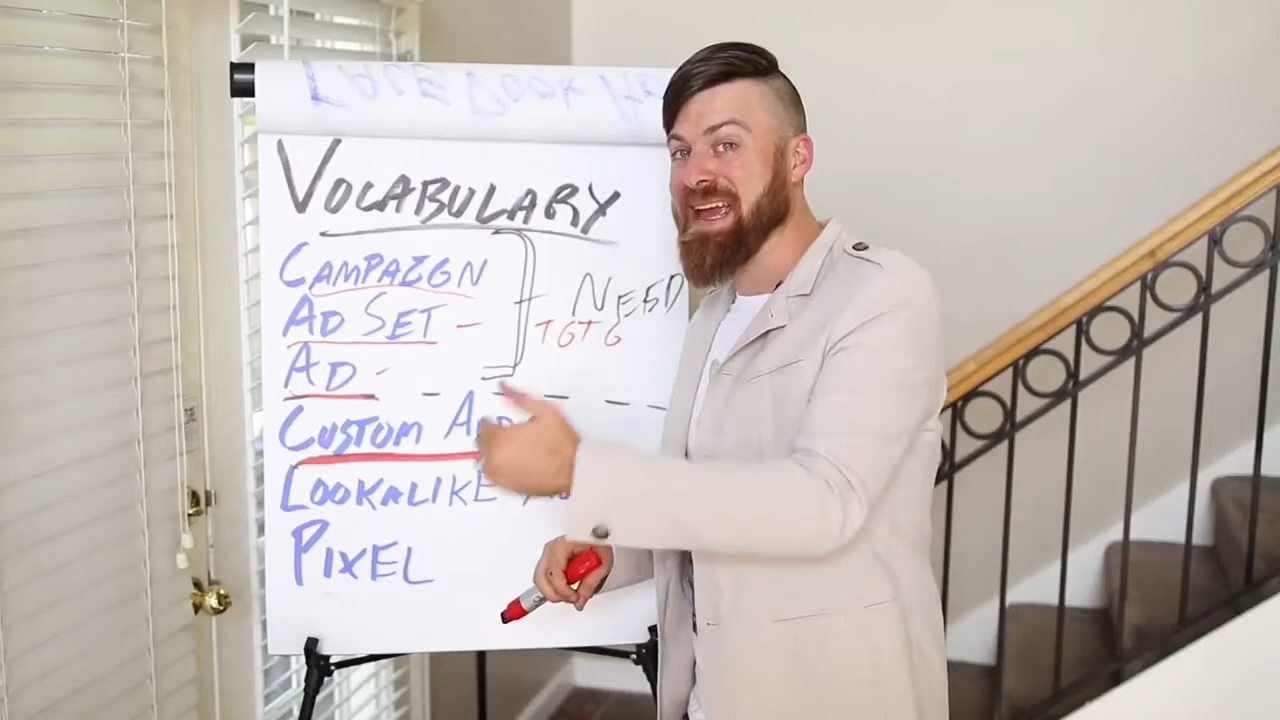 VOCABULARY
CAMPAIGN
AD SET -
NEED
TGTG
AD -
CUSTOM
LOOKALIKE
PIXEL